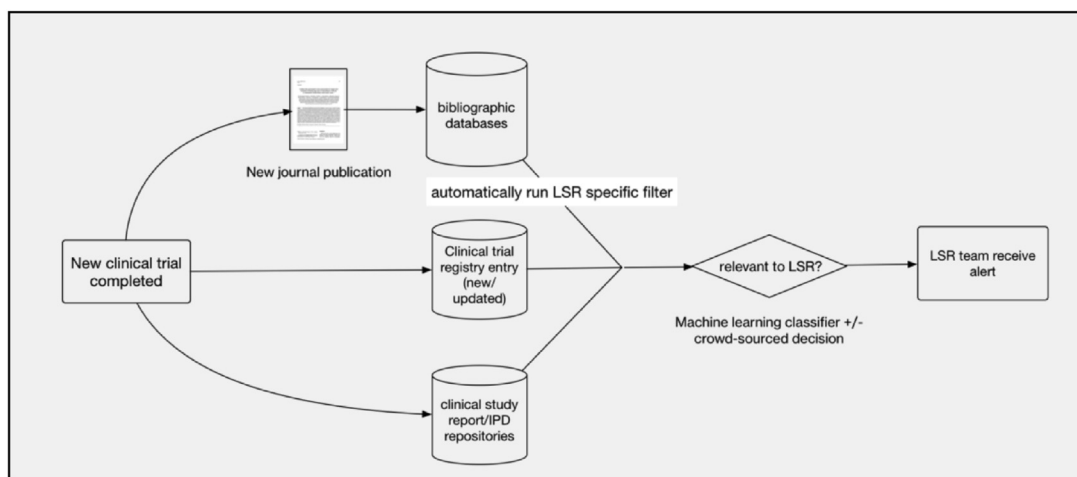 bibliographic
databases
New journal publication
automatically run LSR specific filter
New clinical trial
completed
Clinical trial
registry entry
(new/
updated)
relevant to LSR?
LSR team receive
alert
Machine learning classifier +/-
crowd-sourced decision
clinical study
report/IPD
repositories